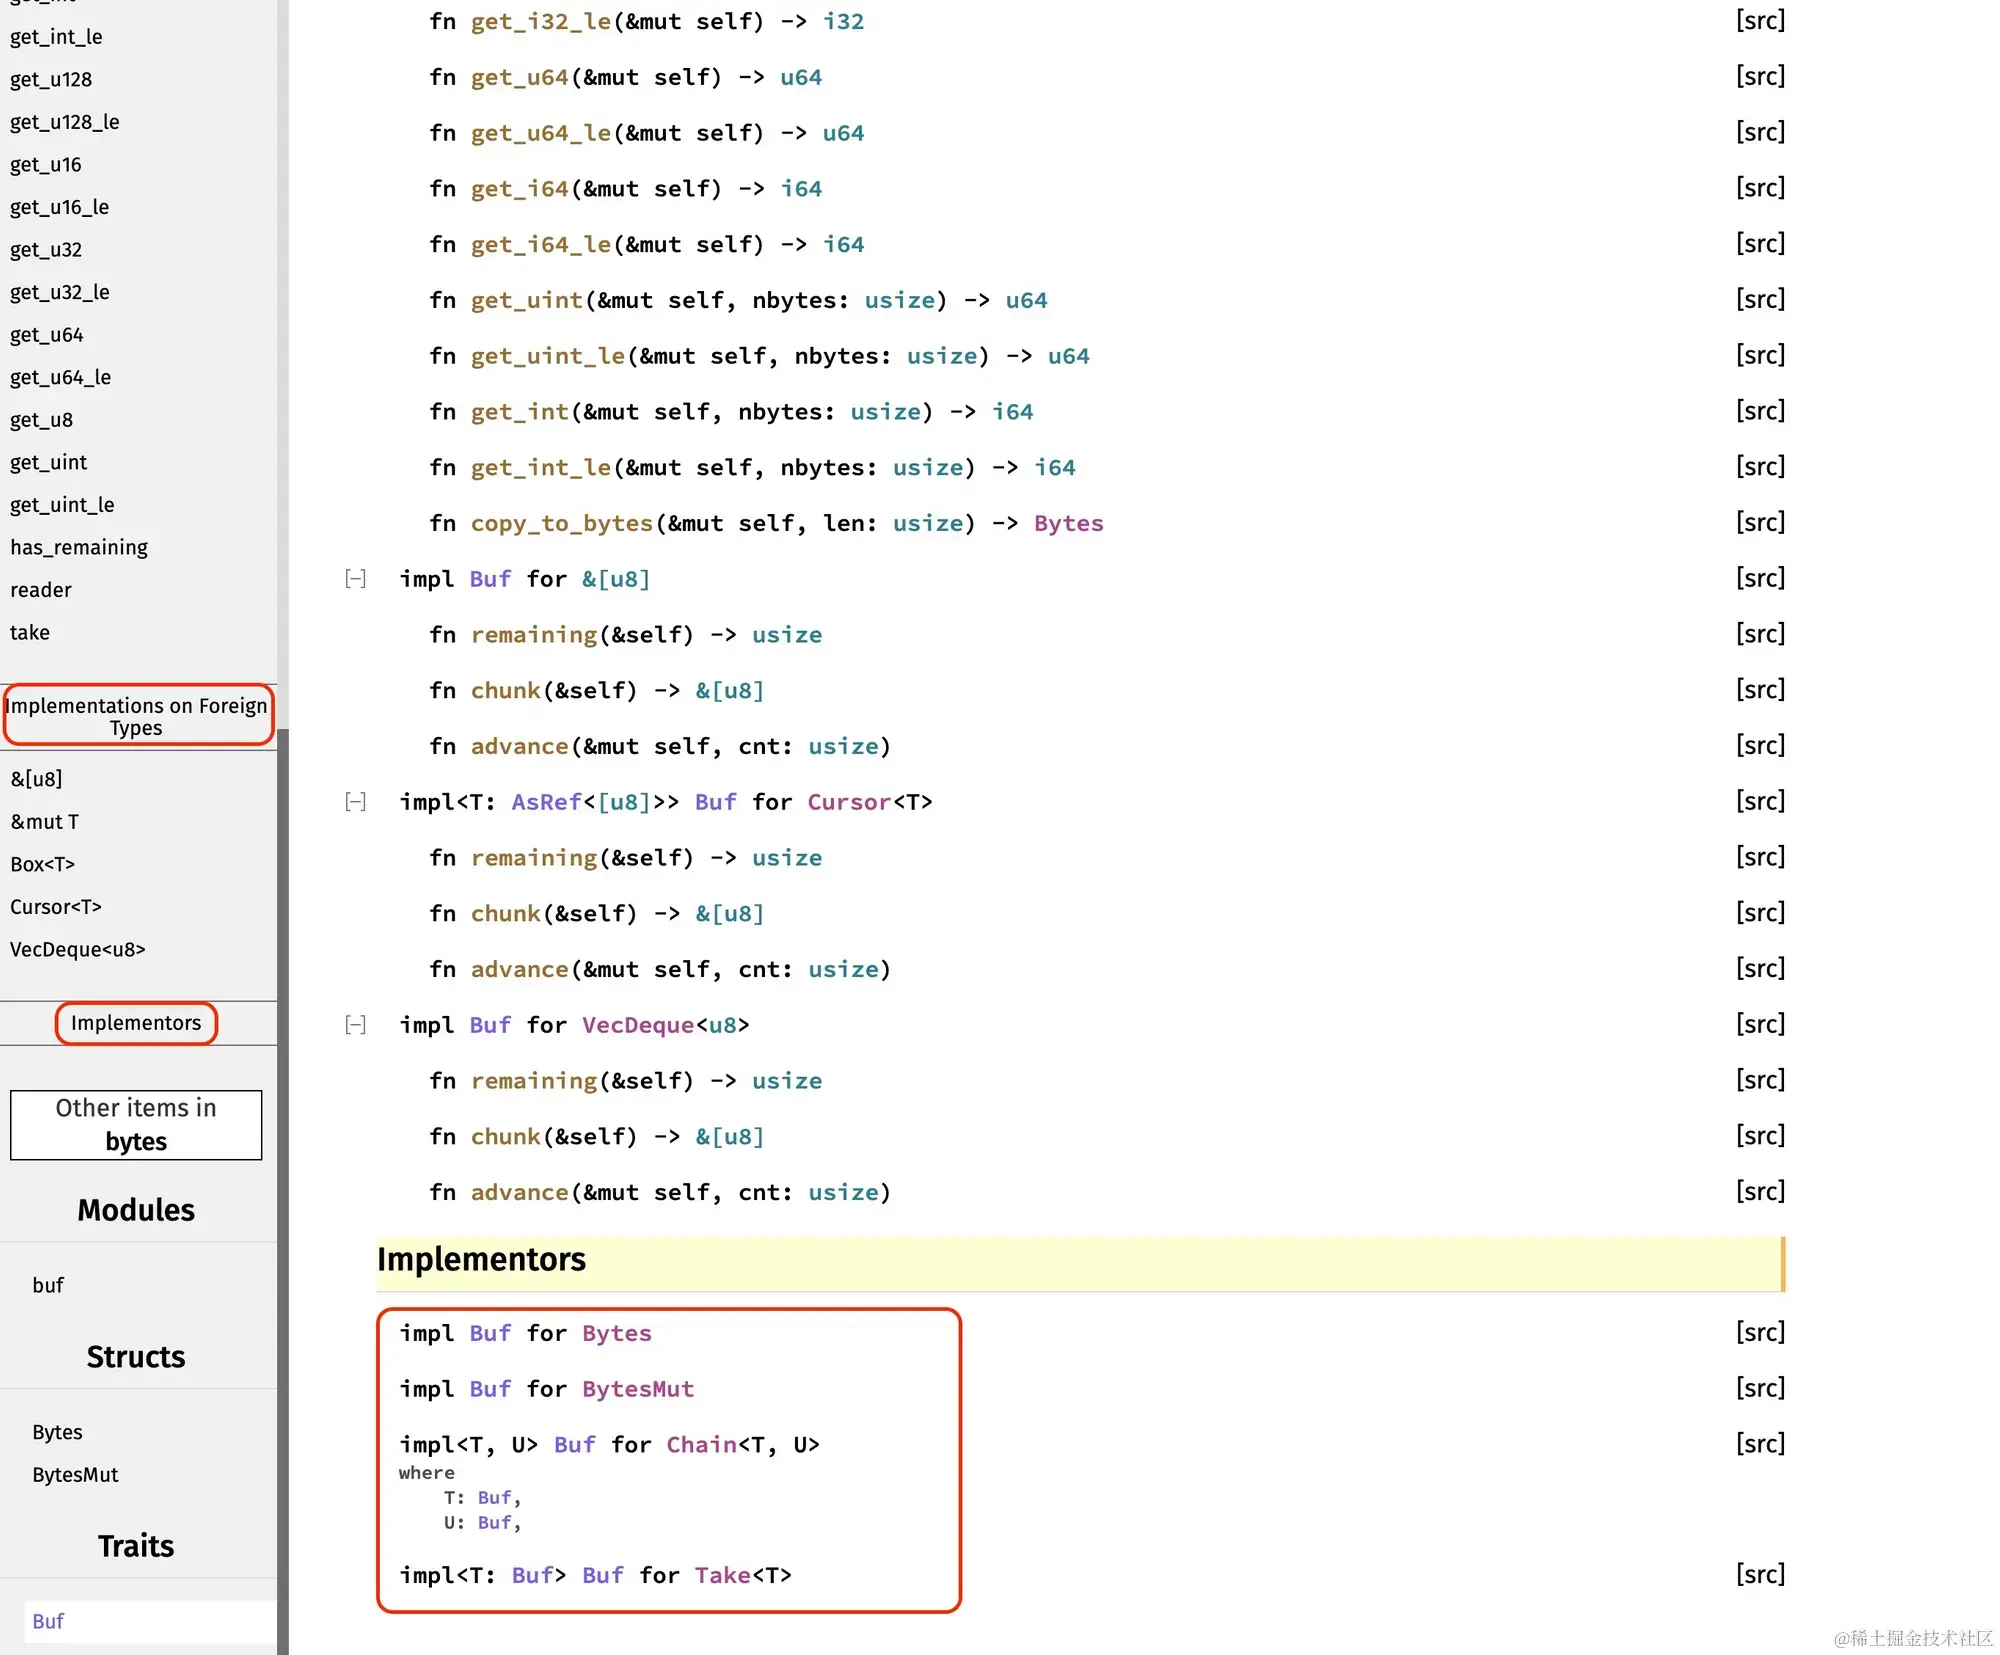 get_int_le
get_u128
get_u128_le
get_u16
get_u16_le
get_u32
get_u32_le
get_u64
get_u64_le
get_u8
get_uint
get_uint_le
has_remaining
reader
take
Implementations on Foreign
Types
&[u8]
&mut T
Box<T>
Cursor<T>
VecDeque<u8>
Implementors
Other items in
bytes
Modules
buf
Structs
Bytes
BytesMut
Traits
Buf
fn get_i32_le(&mut self) -> i32 [src]
fn get_u64(&mut self) -> u64 [src]
fn get_u64_le(&mut self) -> u64 [src]
fn get_i64(&mut self) -> i64 [src]
fn get_i64_le(&mut self) -> i64 [src]
fn get_uint(&mut self, nbytes: usize) -> u64 [src]
fn get_uint_le(&mut self, nbytes: usize) -> u64 [src]
fn get_int(&mut self, nbytes: usize) -> i64 [src]
fn get_int_le(&mut self, nbytes: usize) -> i64 [src]
fn copy_to_bytes(&mut self, len: usize) -> Bytes [src]
[-] impl Buf for &[u8] [src]
fn remaining(&self) -> usize [src]
fn chunk(&self) -> &[u8] [src]
fn advance(&mut self, cnt: usize) [src]
[-] impl<T: AsRef<[u8]>> Buf for Cursor<T> [src]
fn remaining(&self) -> usize [src]
fn chunk(&self) -> &[u8] [src]
fn advance(&mut self, cnt: usize) [src]
[-] impl Buf for VecDeque<u8> [src]
fn remaining(&self) -> usize [src]
fn chunk(&self) -> &[u8] [src]
fn advance(&mut self, cnt: usize) [src]
Implementors
impl Buf for Bytes [src]
impl Buf for BytesMut [src]
impl<T, U> Buf for Chain<T, U> [src]
where
T: Buf,
U: Buf,
impl<T: Buf> Buf for Take<T> [src]
@稀土掘金技术社区